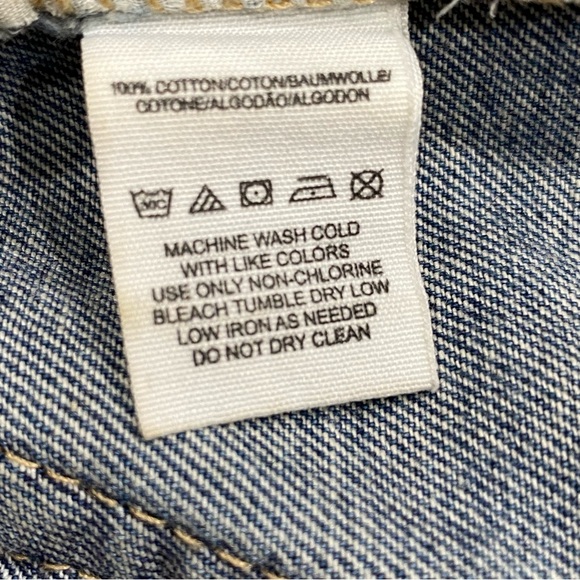 100% COTTON/COTON/BAUMWOLLE/
COTONE/ALGODÃO/ALGODON
30C
MACHINE WASH COLD
WITH LIKE COLORS
USE ONLY NON-CHLORINE
BLEACH TUMBLE DRY LOW
LOW IRON AS NEEDED
DO NOT DRY CLEAN